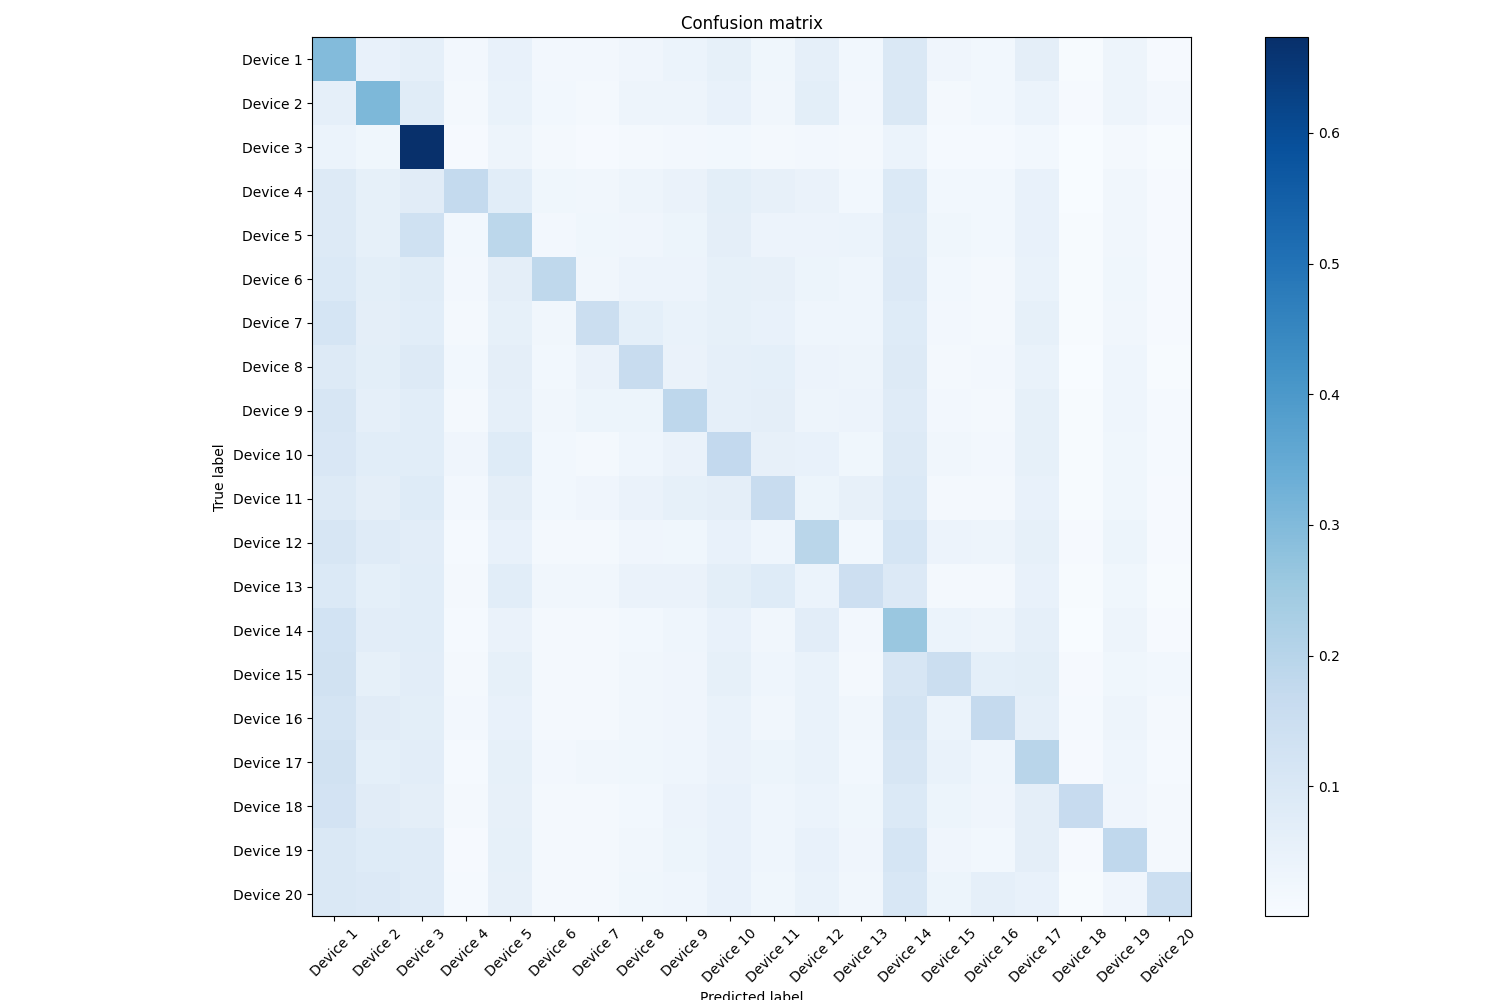 Confusion matrix
True label
Device 1
Device 2
Device 3
Device 4
Device 5
Device 6
Device 7
Device 8
Device 9
Device 10
Device 11
Device 12
Device 13
Device 14
Device 15
Device 16
Device 17
Device 18
Device 19
Device 20
Device 1
Device 2
Device 3
Device 4
Device 5
Device 6
Device 7
Device 8
Device 9
Device 10
Device 11
Device 12
Device 13
Device 14
Device 15
Device 16
Device 17
Device 18
Device 19
Device 20
Predicted label
0.6
0.5
0.4
0.3
0.2
0.1